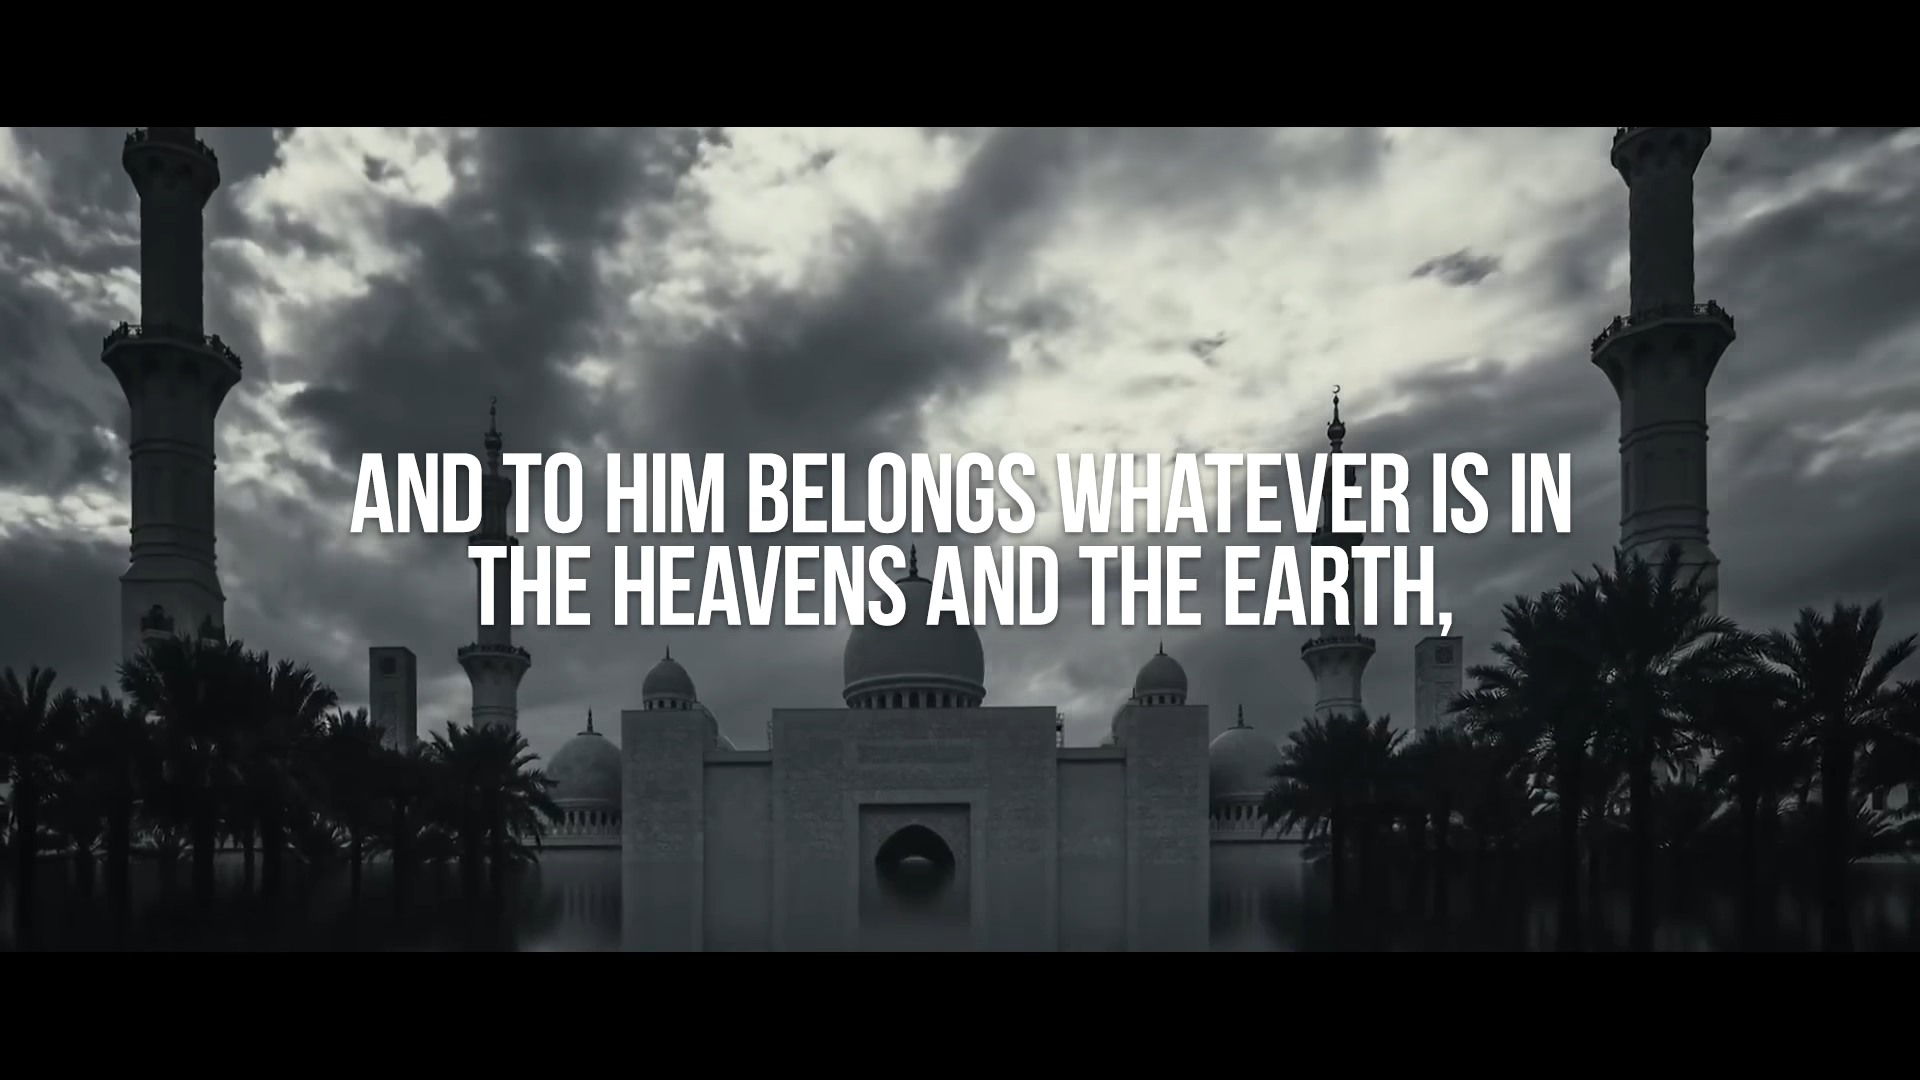 AND TO HIM BELONGS WHATEVER IS IN
THE HEAVENS AND THE EARTH,